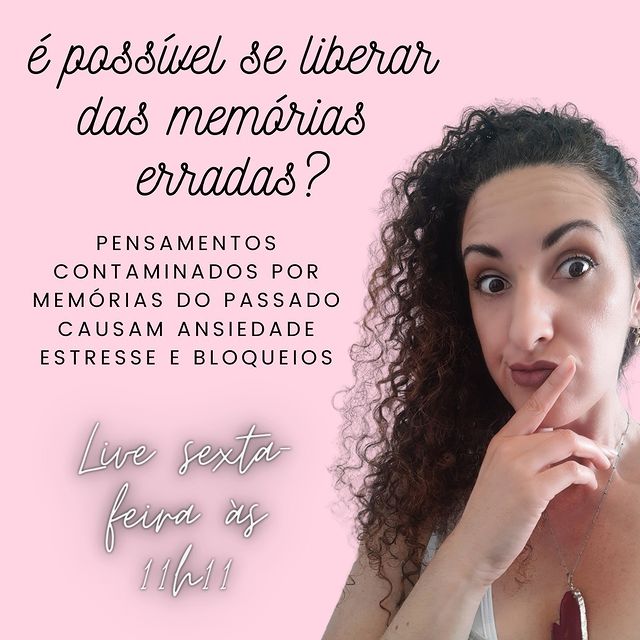 é possível se liberar
das memórias
erradas?
PENSAMENTOS
CONTAMINADOS POR
MEMÓRIAS DO PASSADO
CAUSAM ANSIEDADE
ESTRESSE E BLOQUEIOS
Live sexta-
feira às
11h11